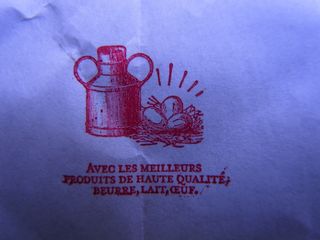 AVEC LES MEILLEURS
PRODUITS DE HAUTE QUALITÉ;
BEURRE, LAIT, ŒUF.